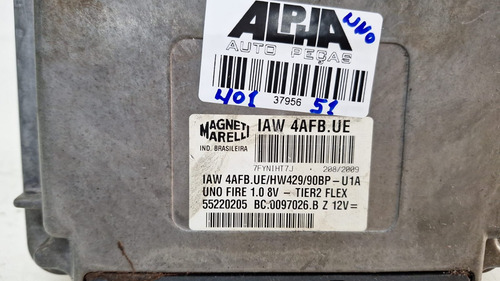 ALPHA
UNO
AUTO PEÇAS
37956
401
51
MAGNETI
MARELLI
IND. BRASILEIRA
IAW 4AFB.UE
7FYNIHT7J - 208/2009
IAW 4AFB.UE/HW429/90BP-U1A
UNO FIRE 1.0 8V - TIER2 FLEX
55220205 BC.0097026.B Z 12V=